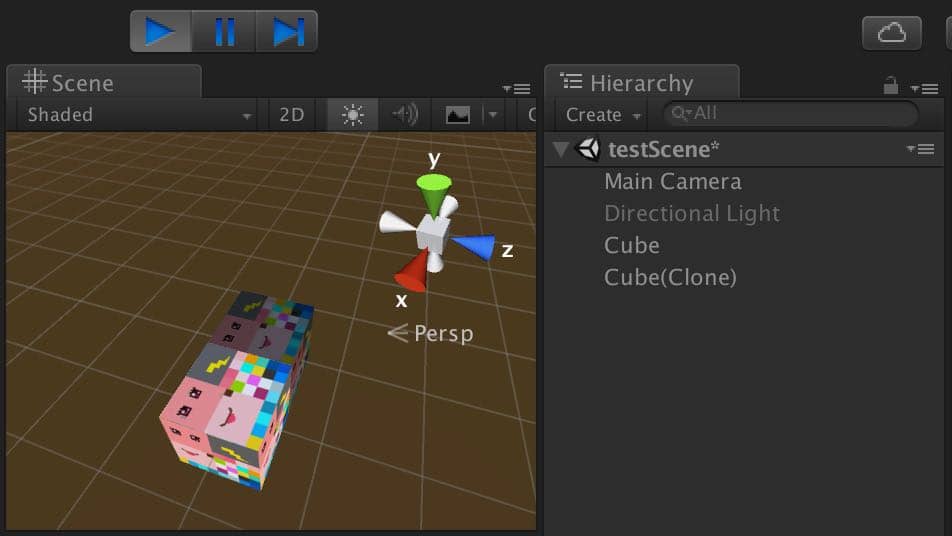 Scene
Hierarchy
Shaded
2D
Create
All
testScene*
Main Camera
Directional Light
Cube
Cube(Clone)
y
z
x
Persp